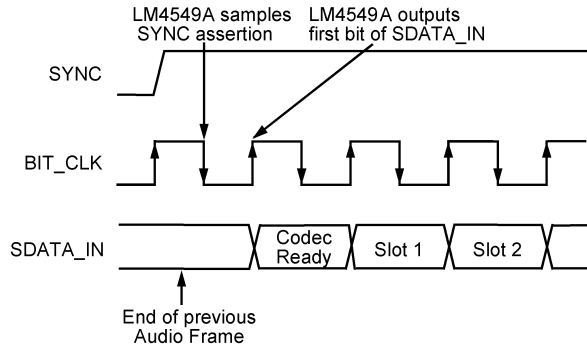 LM4549A samples
SYNC assertion
LM4549A outputs
first bit of SDATA_IN
SYNC
BIT_CLK
SDATA_IN
Codec
Ready
Slot 1
Slot 2
End of previous
Audio Frame